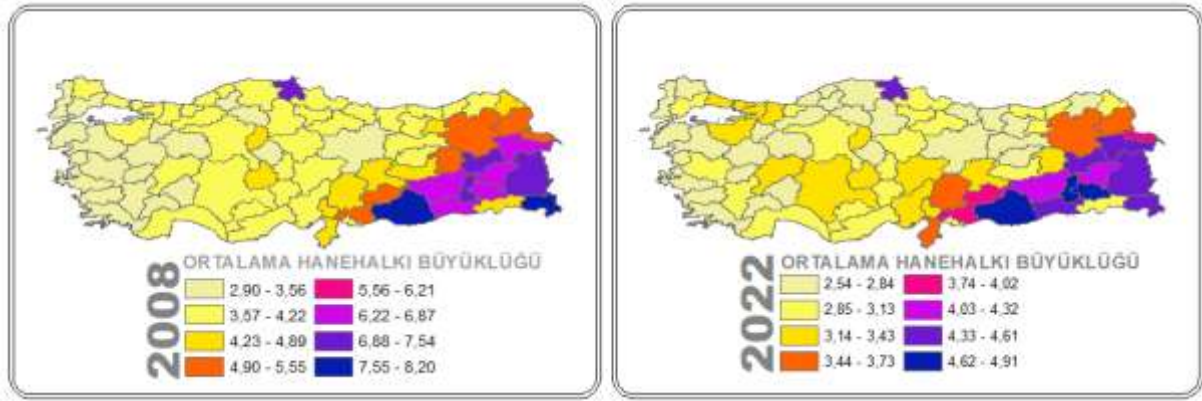 2008
ORTALAMA HANEHALKI BÜYÜKLÜĞÜ
2,90 - 3,56
3,57 - 4,22
4,23 - 4,89
4,90 - 5,55
5,56 - 6,21
6,22 - 6,87
6,88 - 7,54
7,55 - 8,20
2022
ORTALAMA HANEHALKI BÜYÜKLÜĞÜ
2,54 - 2,84
2,85 - 3,13
3,14 - 3,43
3,44 - 3,73
3,74 - 4,02
4,03 - 4,32
4,33 - 4,61
4,62 - 4,91